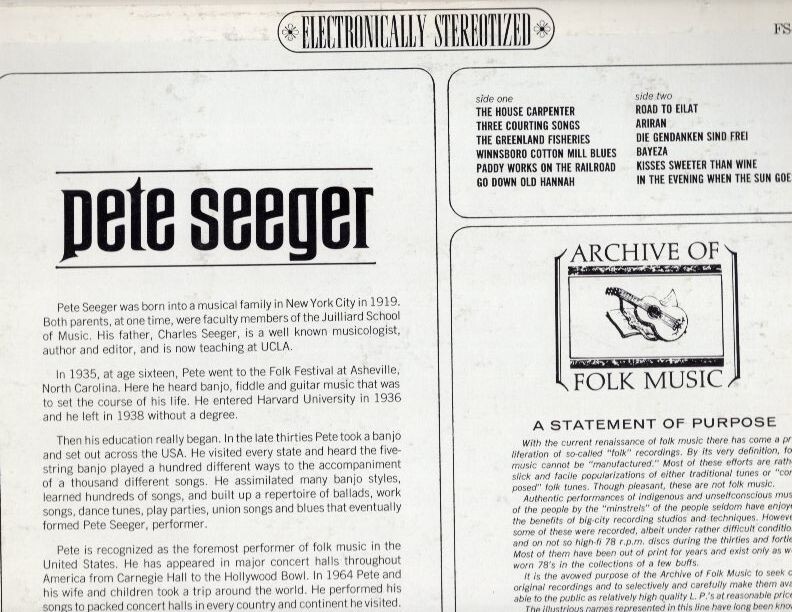 ELECTRONICALLY STEREOTIZED
FS-
side one
THE HOUSE CARPENTER
THREE COURTING SONGS
THE GREENLAND FISHERIES
WINNSBORO COTTON MILL BLUES
PADDY WORKS ON THE RAILROAD
GO DOWN OLD HANNAH
side two
ROAD TO EILAT
ARIRAN
DIE GENDANKEN SIND FREI
BAYEZA
KISSES SWEETER THAN WINE
IN THE EVENING WHEN THE SUN GOE
pete seeger
Pete Seeger was born into a musical family in New York City in 1919.
Both parents, at one time, were faculty members of the Juilliard School
of Music. His father, Charles Seeger, is a well known musicologist,
author and editor, and is now teaching at UCLA.
In 1935, at age sixteen, Pete went to the Folk Festival at Asheville,
North Carolina. Here he heard banjo, fiddle and guitar music that was
to set the course of his life. He entered Harvard University in 1936
and he left in 1938 without a degree.
Then his education really began. In the late thirties Pete took a banjo
and set out across the USA. He visited every state and heard the five-
string banjo played a hundred different ways to the accompaniment
of a thousand different songs. He assimilated many banjo styles,
learned hundreds of songs, and built up a repertoire of ballads, work
songs, dance tunes, play parties, union songs and blues that eventually
formed Pete Seeger, performer.
Pete is recognized as the foremost performer of folk music in the
United States. He has appeared in major concert halls throughout
America from Carnegie Hall to the Hollywood Bowl. In 1964 Pete and
his wife and children took a trip around the world. He performed his
songs to packed concert halls in every country and continent he visited.
ARCHIVE OF
FOLK MUSIC
A STATEMENT OF PURPOSE
With the current renaissance of folk music there has come a pr
liferation of so-called "folk" recordings. By its very definition, fo
music cannot be "manufactured." Most of these efforts are rath
slick and facile popularizations of either traditional tunes or "com
posed" folk tunes. Though pleasant, these are not folk music.
Authentic performances of indigenous and unselfconscious mus
of the people by the "minstrels" of the people seldom have enjoye
the benefits of big-city recording studios and techniques. Howeve
some of these were recorded, albeit under rather difficult conditio
and on not so high-fi 78 r.p.m. discs during the thirties and fortie
Most of them have been out of print for years and exist only as w
worn 78's in the collections of a few buffs.
It is the avowed purpose of the Archive of Folk Music to seek o
original recordings and to selectively and carefully make them ava
able to the public as relatively high quality L. P.'s at reasonable price
The illustrious names represented in this line have long been know